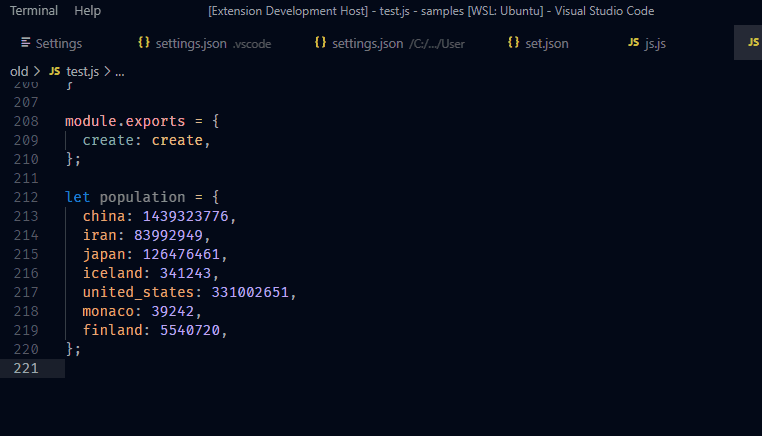 Terminal Help [Extension Development Host] - test.js - samples [WSL: Ubuntu] - Visual Studio Code
Settings {} settings.json .vscode {} settings.json /C:/.../User {} set.json JS js.js JS
old > JS test.js > ...
206 }
207
208 module.exports = {
209   create: create,
210 };
211
212 let population = {
213   china: 1439323776,
214   iran: 83992949,
215   japan: 126476461,
216   iceland: 341243,
217   united_states: 331002651,
218   monaco: 39242,
219   finland: 5540720,
220 };
221